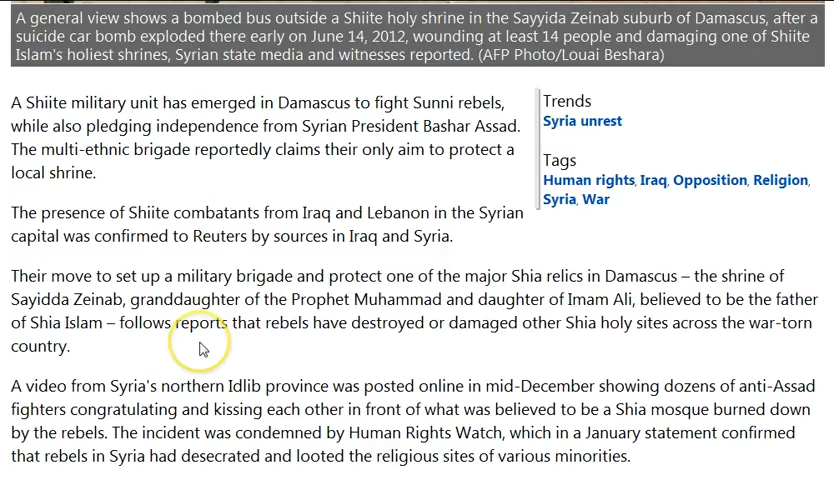 A general view shows a bombed bus outside a Shiite holy shrine in the Sayyida Zeinab suburb of Damascus, after a
suicide car bomb exploded there early on June 14, 2012, wounding at least 14 people and damaging one of Shiite
Islam's holiest shrines, Syrian state media and witnesses reported. (AFP Photo/Louai Beshara)
A Shiite military unit has emerged in Damascus to fight Sunni rebels,
while also pledging independence from Syrian President Bashar Assad.
The multi-ethnic brigade reportedly claims their only aim to protect a
local shrine.
The presence of Shiite combatants from Iraq and Lebanon in the Syrian
capital was confirmed to Reuters by sources in Iraq and Syria.
Trends
Syria unrest
Tags
Human rights, Iraq, Opposition, Religion,
Syria, War
Their move to set up a military brigade and protect one of the major Shia relics in Damascus – the shrine of
Sayidda Zeinab, granddaughter of the Prophet Muhammad and daughter of Imam Ali, believed to be the father
of Shia Islam – follows reports that rebels have destroyed or damaged other Shia holy sites across the war-torn
country.
A video from Syria's northern Idlib province was posted online in mid-December showing dozens of anti-Assad
fighters congratulating and kissing each other in front of what was believed to be a Shia mosque burned down
by the rebels. The incident was condemned by Human Rights Watch, which in a January statement confirmed
that rebels in Syria had desecrated and looted the religious sites of various minorities.